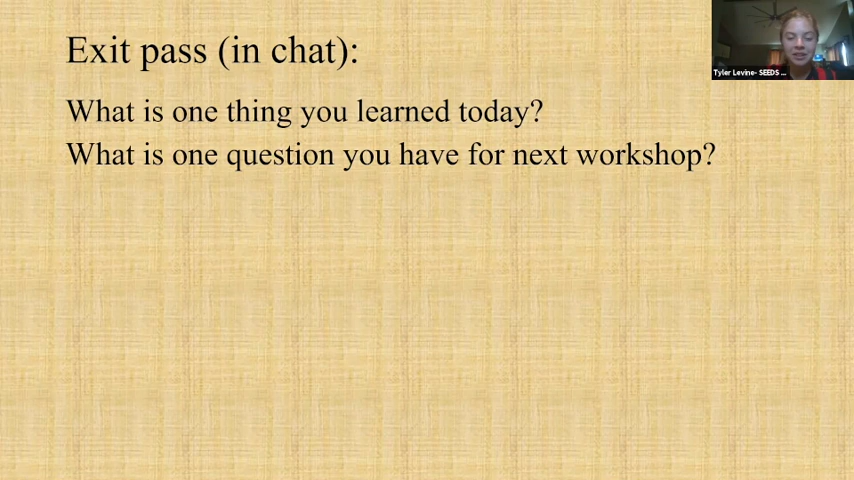 Exit pass (in chat):
What is one thing you learned today?
What is one question you have for next workshop?
Tyler Levine- SEEDS ...